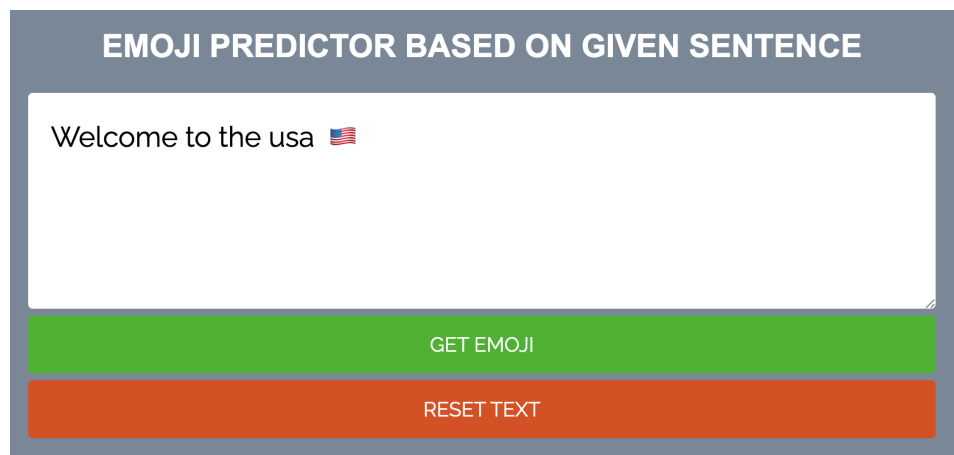 EMOJI PREDICTOR BASED ON GIVEN SENTENCE
Welcome to the usa 🇺🇸
GET EMOJI
RESET TEXT